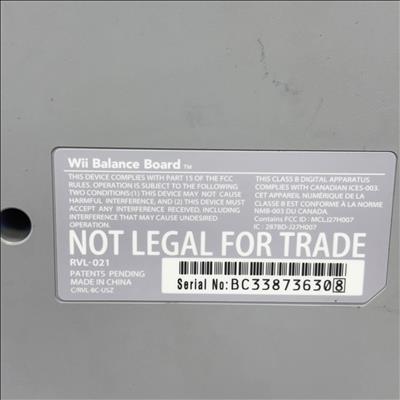 Wii Balance Board™
THIS DEVICE COMPLIES WITH PART 15 OF THE FCC
RULES. OPERATION IS SUBJECT TO THE FOLLOWING
TWO CONDITIONS:(1) THIS DEVICE MAY NOT CAUSE
HARMFUL INTERFERENCE, AND (2) THIS DEVICE MUST
ACCEPT ANY INTERFERENCE RECEIVED, INCLUDING
INTERFERENCE THAT MAY CAUSE UNDESIRED
OPERATION.
THIS CLASS B DIGITAL APPARATUS
COMPLIES WITH CANADIAN ICES-003.
CET APPAREIL NUMÉRIQUE DE LA
CLASSE B EST CONFORME À LA NORME
NMB-003 DU CANADA.
Contains FCC ID : MCLJ27H007
IC : 2878D-J27H007
NOT LEGAL FOR TRADE
RVL-021
PATENTS PENDING
MADE IN CHINA
C/RVL-BC-USZ
Serial No:BC338736308